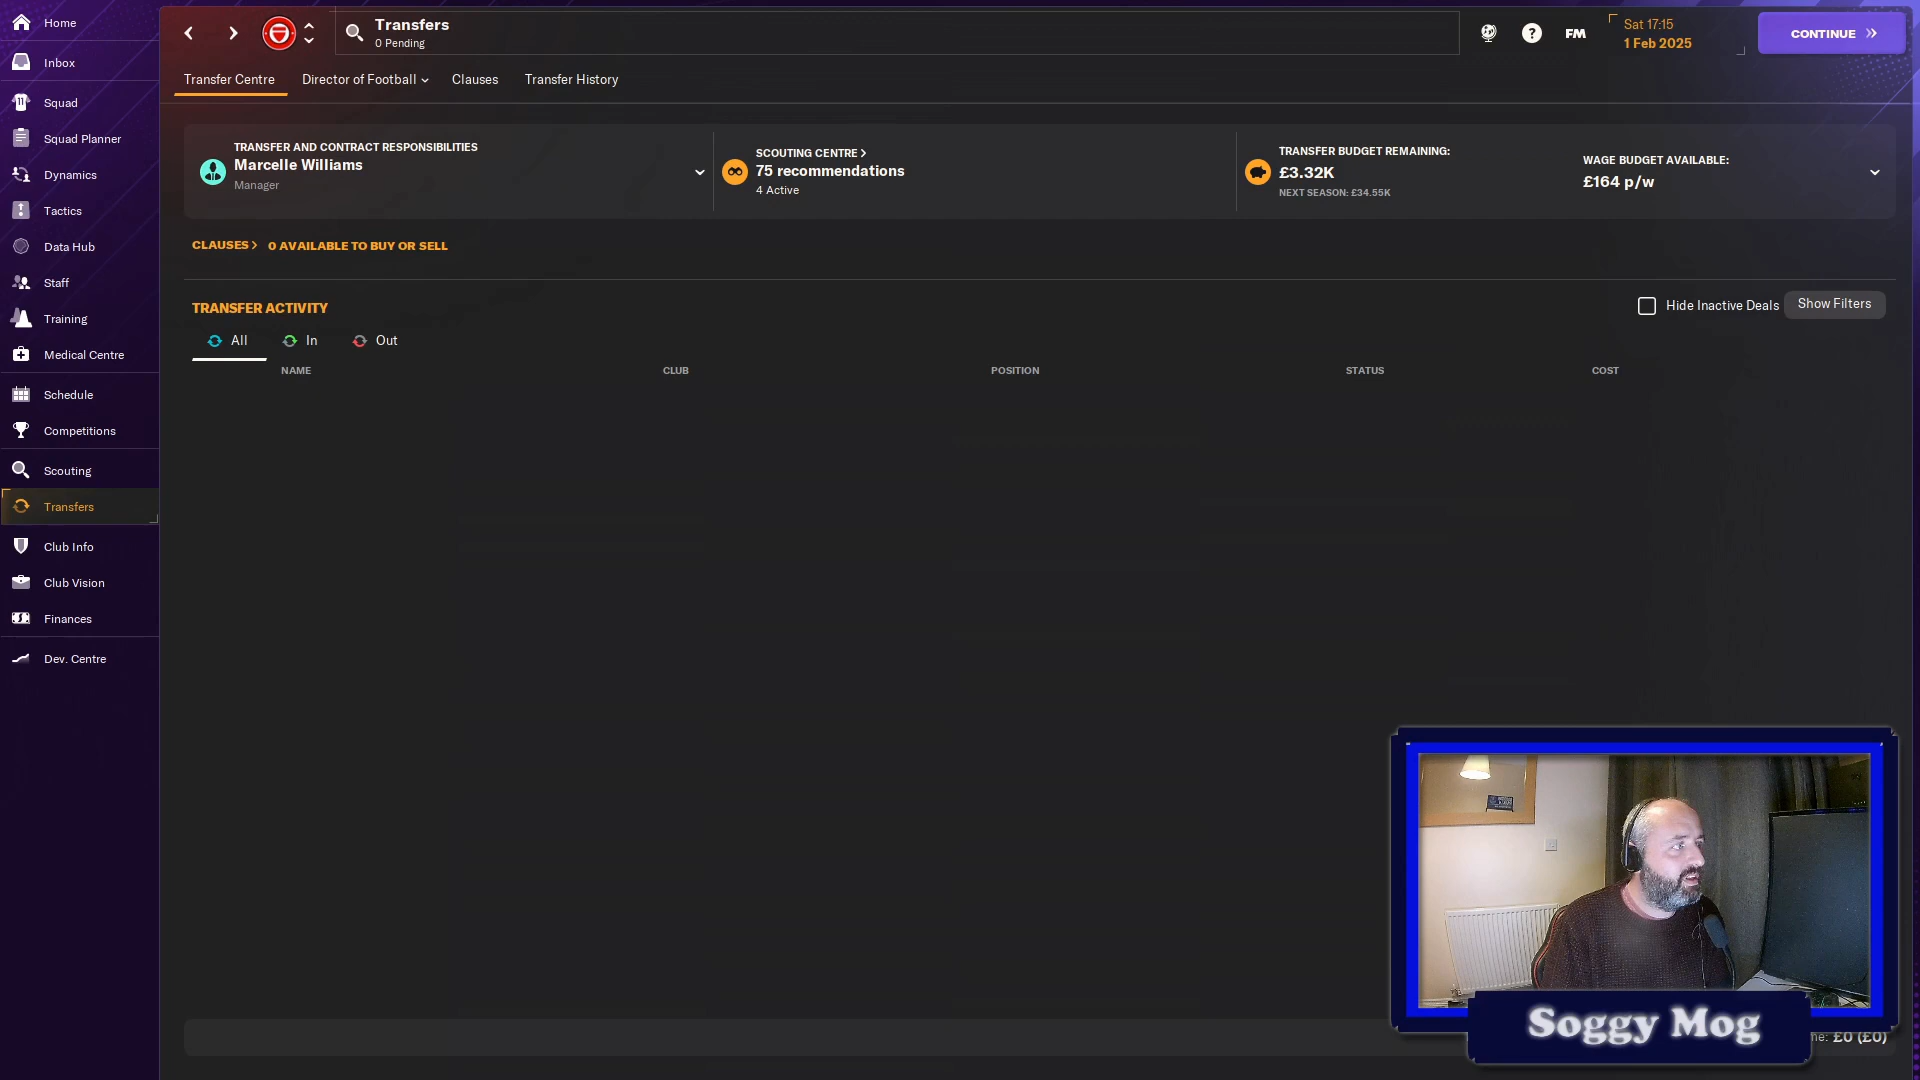 Home
Inbox
Squad
Squad Planner
Dynamics
Tactics
Data Hub
Staff
Training
Medical Centre
Schedule
Competitions
Scouting
Transfers
Club Info
Club Vision
Finances
Dev. Centre
Transfers
0 Pending
FM
Sat 17:15
1 Feb 2025
CONTINUE
Transfer Centre
Director of Football
Clauses
Transfer History
TRANSFER AND CONTRACT RESPONSIBILITIES
Marcelle Williams
Manager
SCOUTING CENTRE >
75 recommendations
4 Active
TRANSFER BUDGET REMAINING:
£3.32K
NEXT SEASON: £34.55K
WAGE BUDGET AVAILABLE:
£164 p/w
CLAUSES > 0 AVAILABLE TO BUY OR SELL
TRANSFER ACTIVITY
Hide Inactive Deals
Show Filters
All In Out
NAME CLUB POSITION STATUS COST
Soggy Mog
£0 (£0)